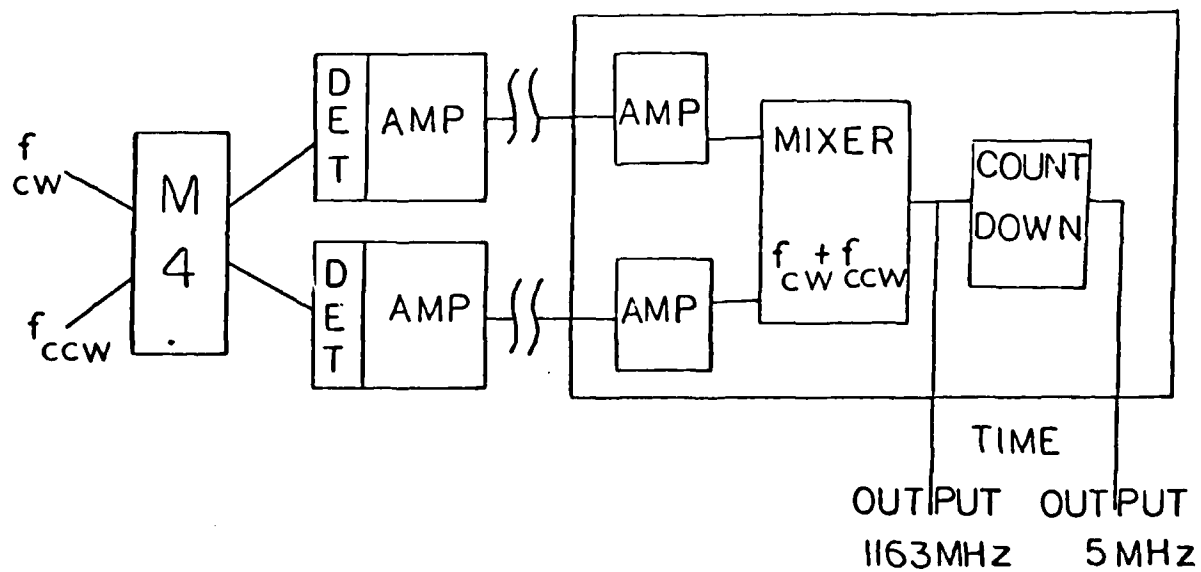 f
cw
f
ccw
M
4
D
E
T
AMP
D
E
T
AMP
AMP
AMP
MIXER
f + f
cw ccw
COUNT
DOWN
TIME
OUTPUT
1163MHz
OUTPUT
5MHz